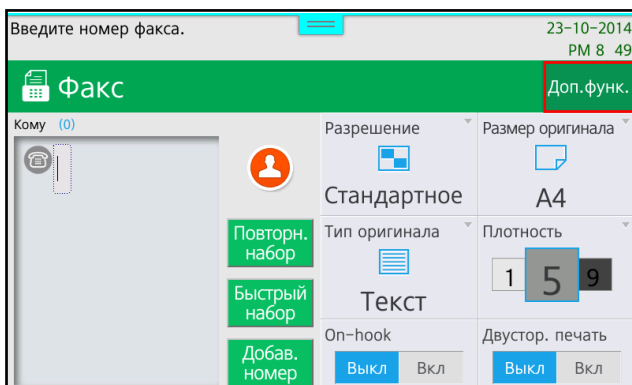 Введите номер факса.
23-10-2014
PM 8 49
Факс
Доп.функ.
Кому (0)
Повторн.
набор
Быстрый
набор
Добав.
номер
Разрешение
Стандартное
Размер оригинала
A4
Тип оригинала
Текст
Плотность
1 5 9
On-hook
Выкл Вкл
Двустор. печать
Выкл Вкл